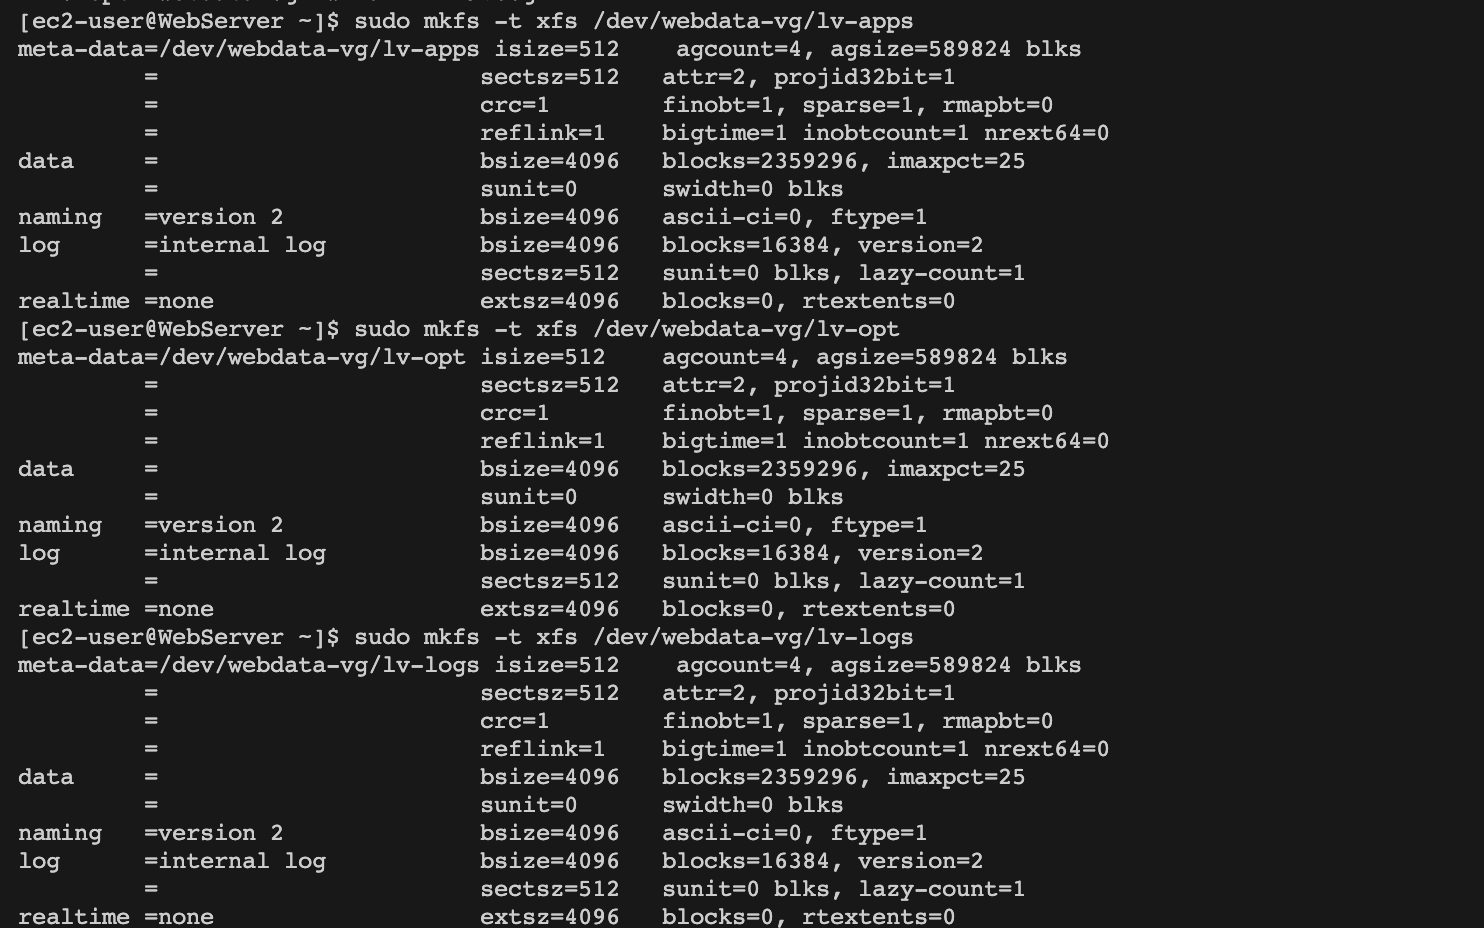 [ec2-user@WebServer ~]$ sudo mkfs -t xfs /dev/webdata-vg/lv-apps
meta-data=/dev/webdata-vg/lv-apps isize=512    agcount=4, agsize=589824 blks
         =                       sectsz=512   attr=2, projid32bit=1
         =                       crc=1        finobt=1, sparse=1, rmapbt=0
         =                       reflink=1    bigtime=1 inobtcount=1 nrext64=0
data     =                       bsize=4096   blocks=2359296, imaxpct=25
         =                       sunit=0      swidth=0 blks
naming   =version 2              bsize=4096   ascii-ci=0, ftype=1
log      =internal log           bsize=4096   blocks=16384, version=2
         =                       sectsz=512   sunit=0 blks, lazy-count=1
realtime =none                   extsz=4096   blocks=0, rtextents=0
[ec2-user@WebServer ~]$ sudo mkfs -t xfs /dev/webdata-vg/lv-opt
meta-data=/dev/webdata-vg/lv-opt isize=512    agcount=4, agsize=589824 blks
         =                       sectsz=512   attr=2, projid32bit=1
         =                       crc=1        finobt=1, sparse=1, rmapbt=0
         =                       reflink=1    bigtime=1 inobtcount=1 nrext64=0
data     =                       bsize=4096   blocks=2359296, imaxpct=25
         =                       sunit=0      swidth=0 blks
naming   =version 2              bsize=4096   ascii-ci=0, ftype=1
log      =internal log           bsize=4096   blocks=16384, version=2
         =                       sectsz=512   sunit=0 blks, lazy-count=1
realtime =none                   extsz=4096   blocks=0, rtextents=0
[ec2-user@WebServer ~]$ sudo mkfs -t xfs /dev/webdata-vg/lv-logs
meta-data=/dev/webdata-vg/lv-logs isize=512    agcount=4, agsize=589824 blks
         =                       sectsz=512   attr=2, projid32bit=1
         =                       crc=1        finobt=1, sparse=1, rmapbt=0
         =                       reflink=1    bigtime=1 inobtcount=1 nrext64=0
data     =                       bsize=4096   blocks=2359296, imaxpct=25
         =                       sunit=0      swidth=0 blks
naming   =version 2              bsize=4096   ascii-ci=0, ftype=1
log      =internal log           bsize=4096   blocks=16384, version=2
         =                       sectsz=512   sunit=0 blks, lazy-count=1
realtime =none                   extsz=4096   blocks=0, rtextents=0